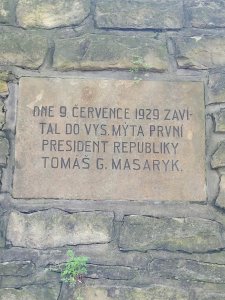 DNE 9. ČERVENCE 1929 ZAVÍ-
TAL DO VYS. MÝTA PRVNÍ
PRESIDENT REPUBLIKY
TOMÁŠ G. MASARYK.